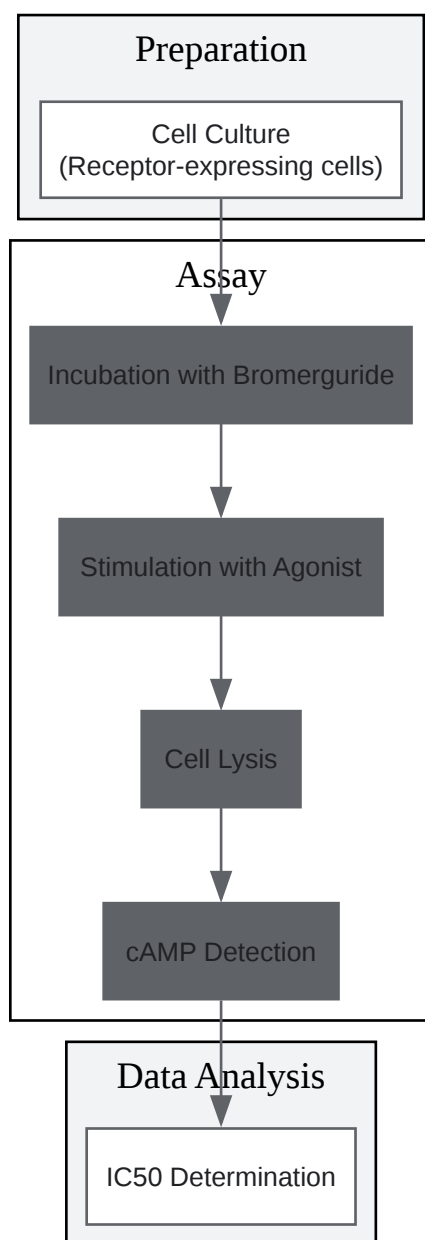 Preparation
Cell Culture
(Receptor-expressing cells)
Assay
Incubation with Bromerguride
Stimulation with Agonist
Cell Lysis
cAMP Detection
Data Analysis
IC50 Determination